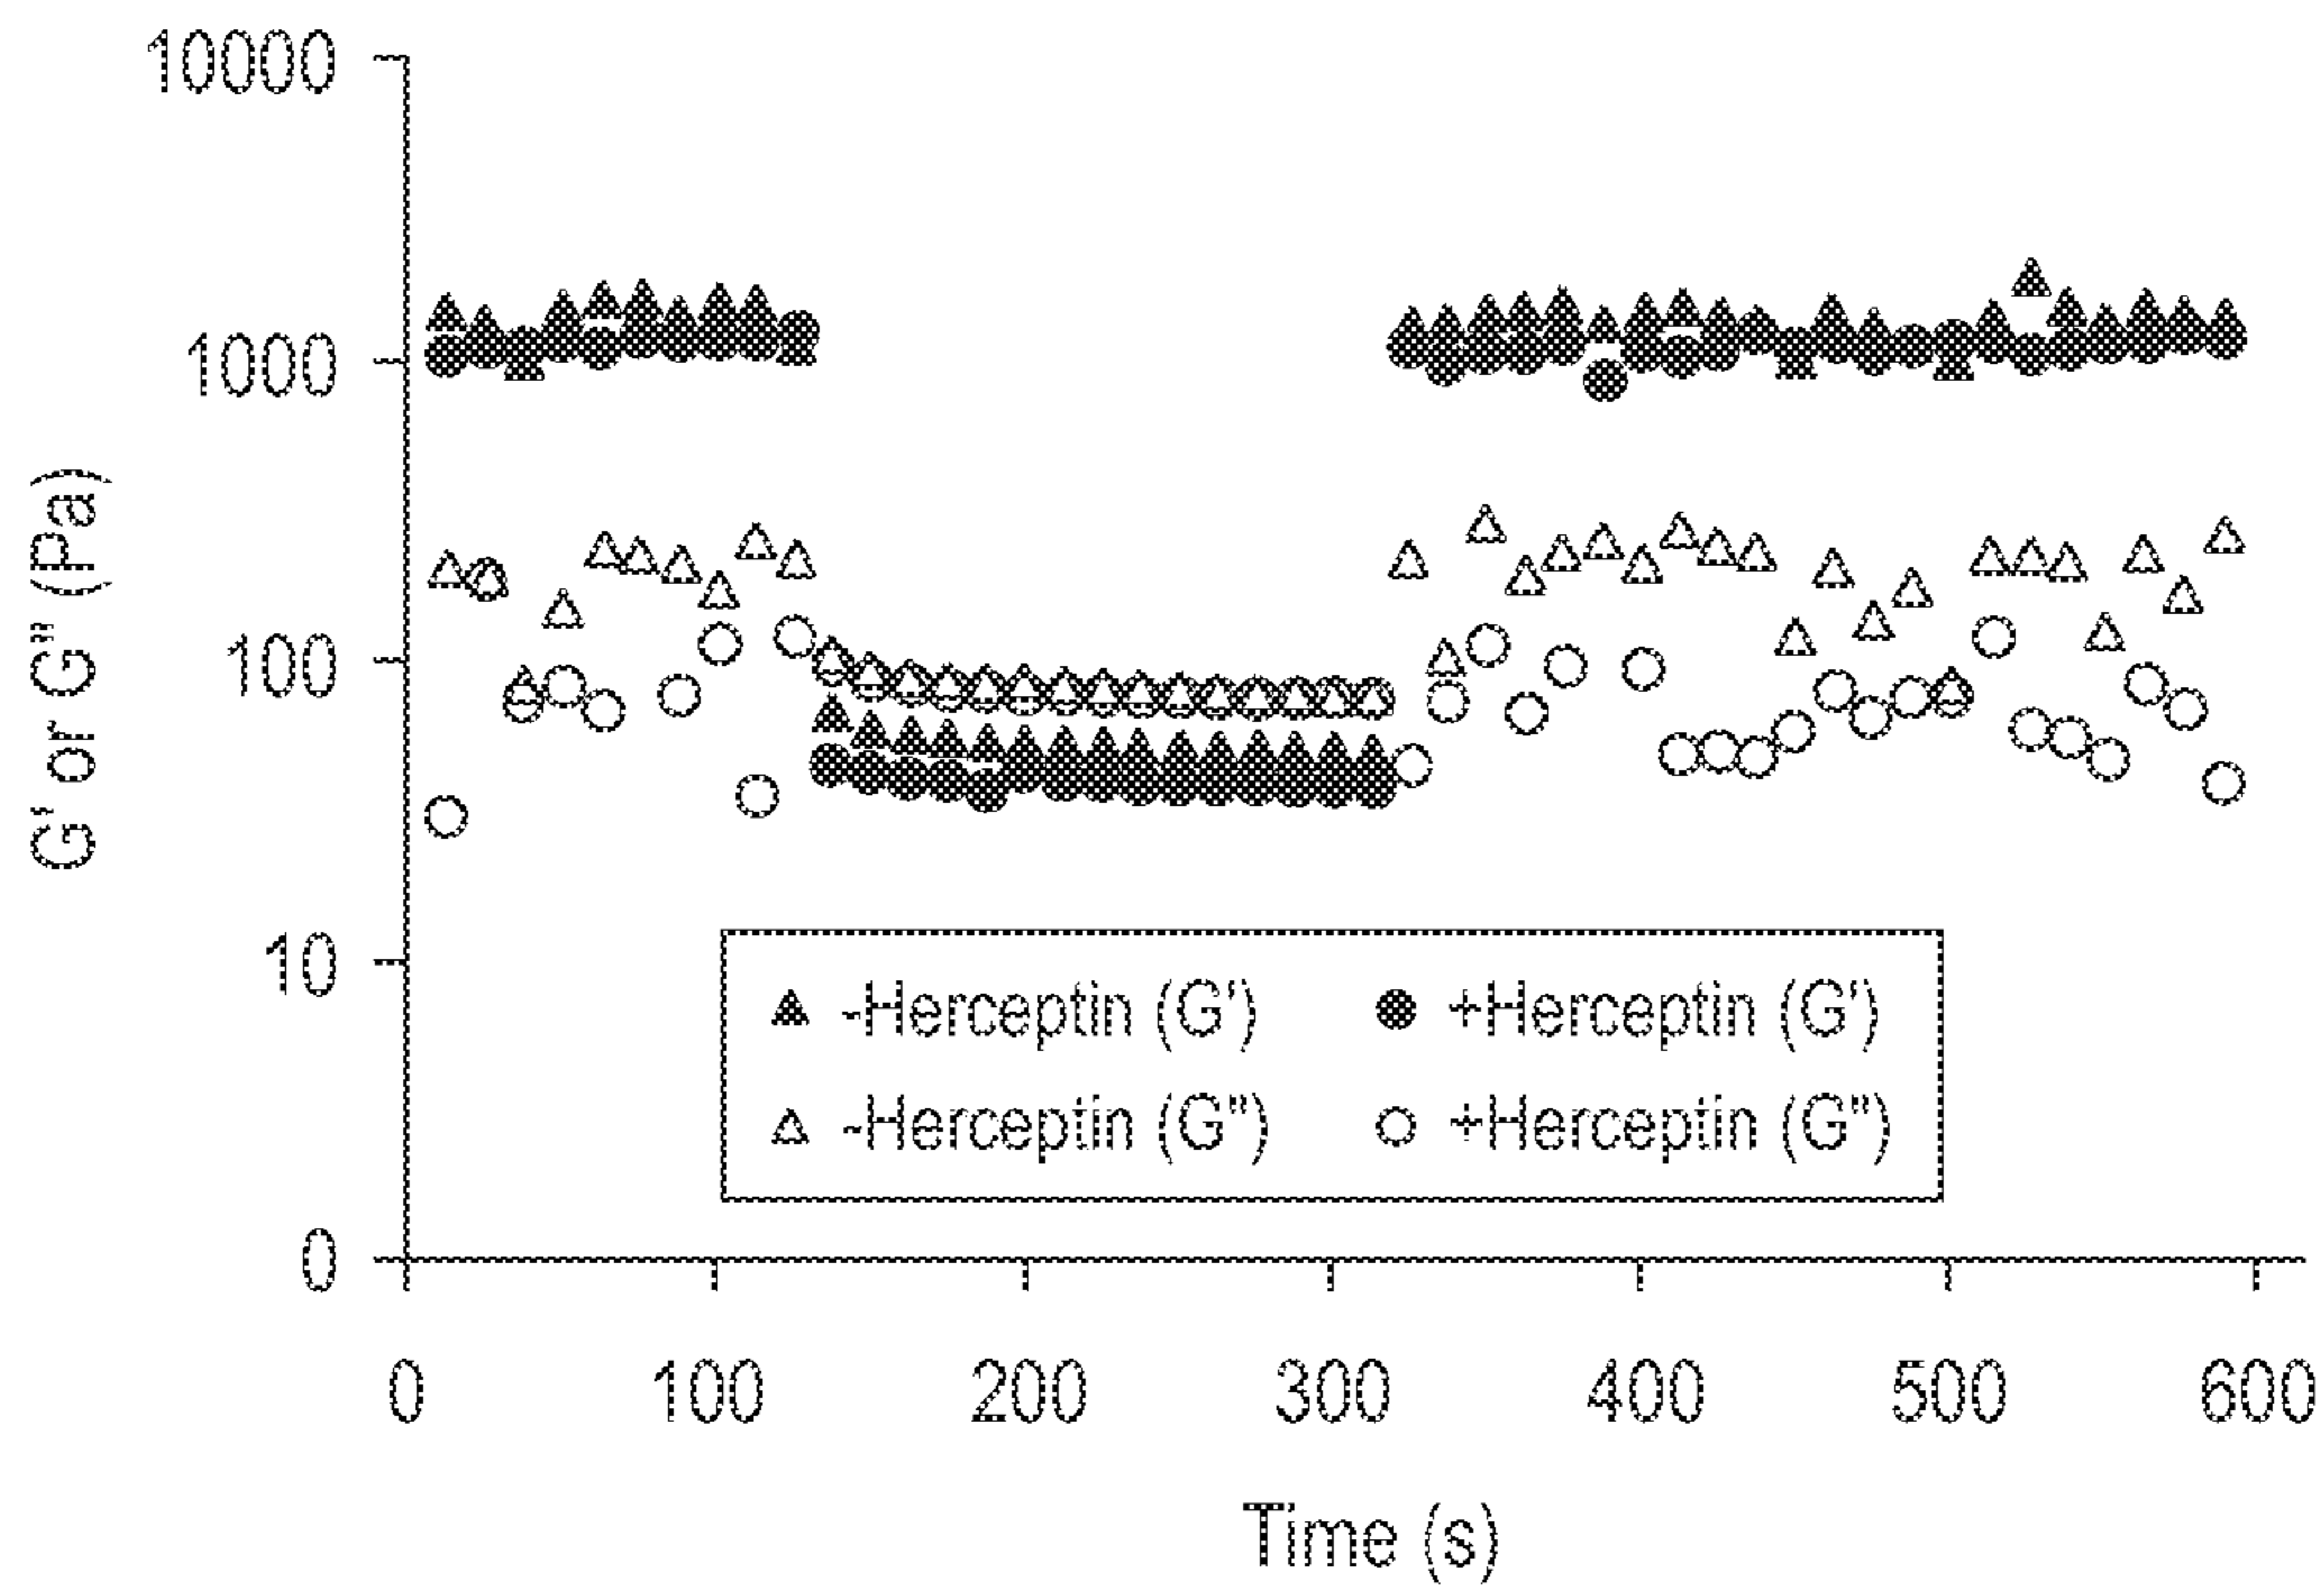 10000
1000
100
10
0
G' or G" (Pa)
-Herceptin (G') +Herceptin (G')
-Herceptin (G") +Herceptin (G")
0 100 200 300 400 500 600
Time (s)